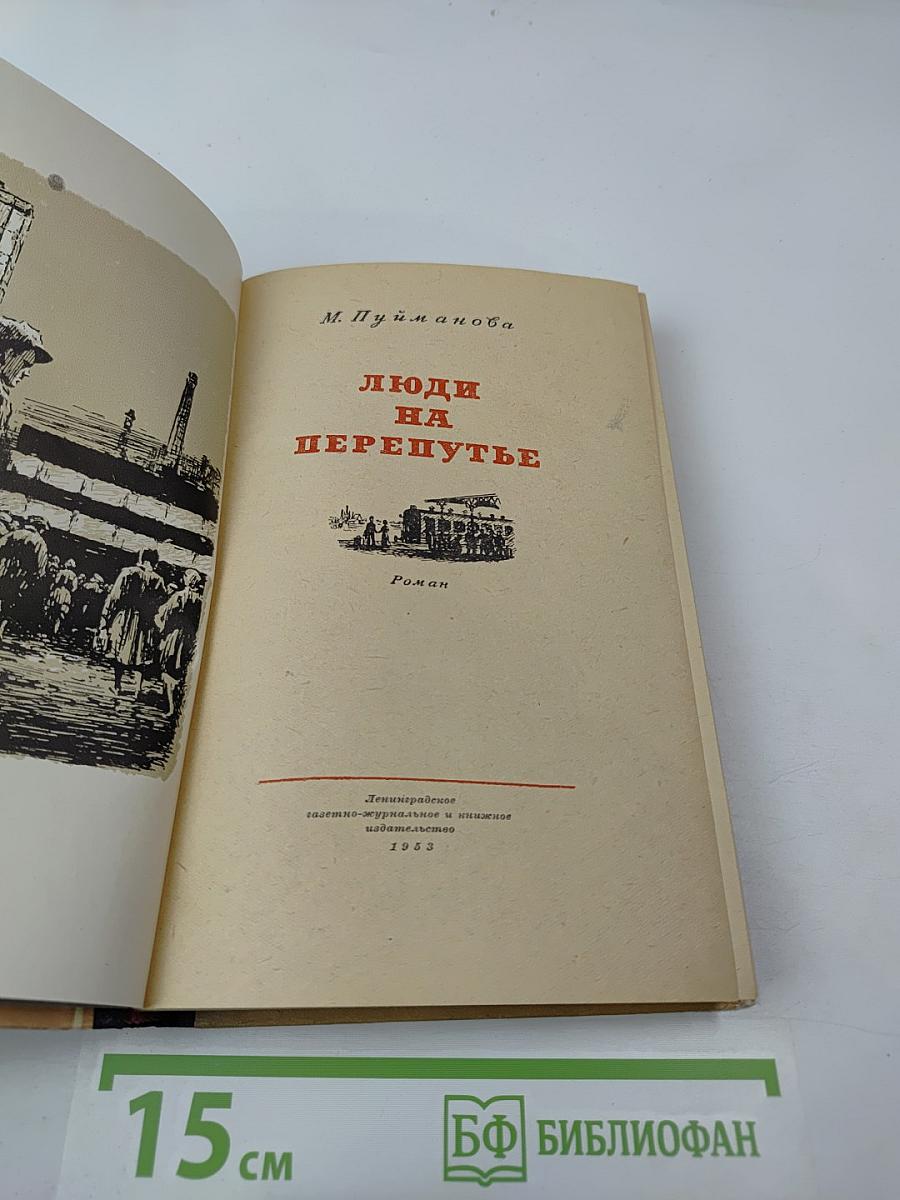 М. Пуйманова
ЛЮДИ
НА
ПЕРЕПУТЬЕ
Роман
Ленинградское
газетно-журнальное и книжное
издательство
1953
15 см
БФ БИБЛИОФАН